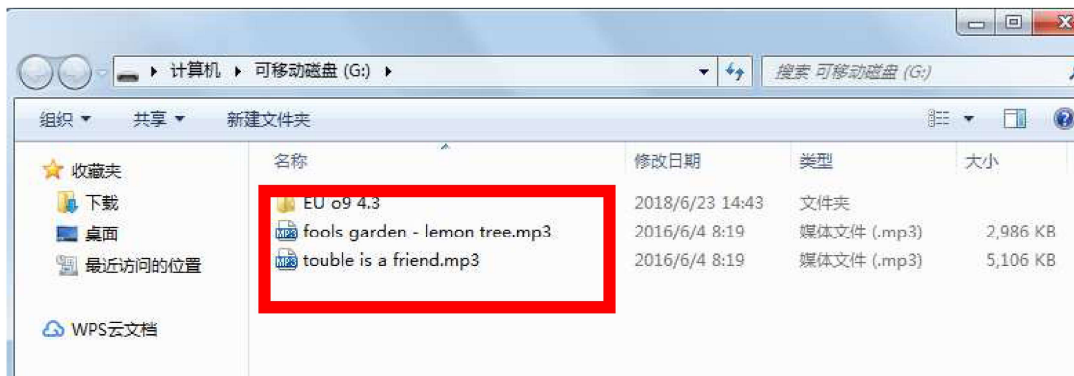 计算机 ▸ 可移动磁盘 (G:) ▸ 搜索 可移动磁盘 (G:)
组织 共享 新建文件夹
名称 修改日期 类型 大小
收藏夹
下载
桌面
最近访问的位置
WPS云文档
EU o9 4.3 2018/6/23 14:43 文件夹
fools garden - lemon tree.mp3 2016/6/4 8:19 媒体文件 (.mp3) 2,986 KB
touble is a friend.mp3 2016/6/4 8:19 媒体文件 (.mp3) 5,106 KB